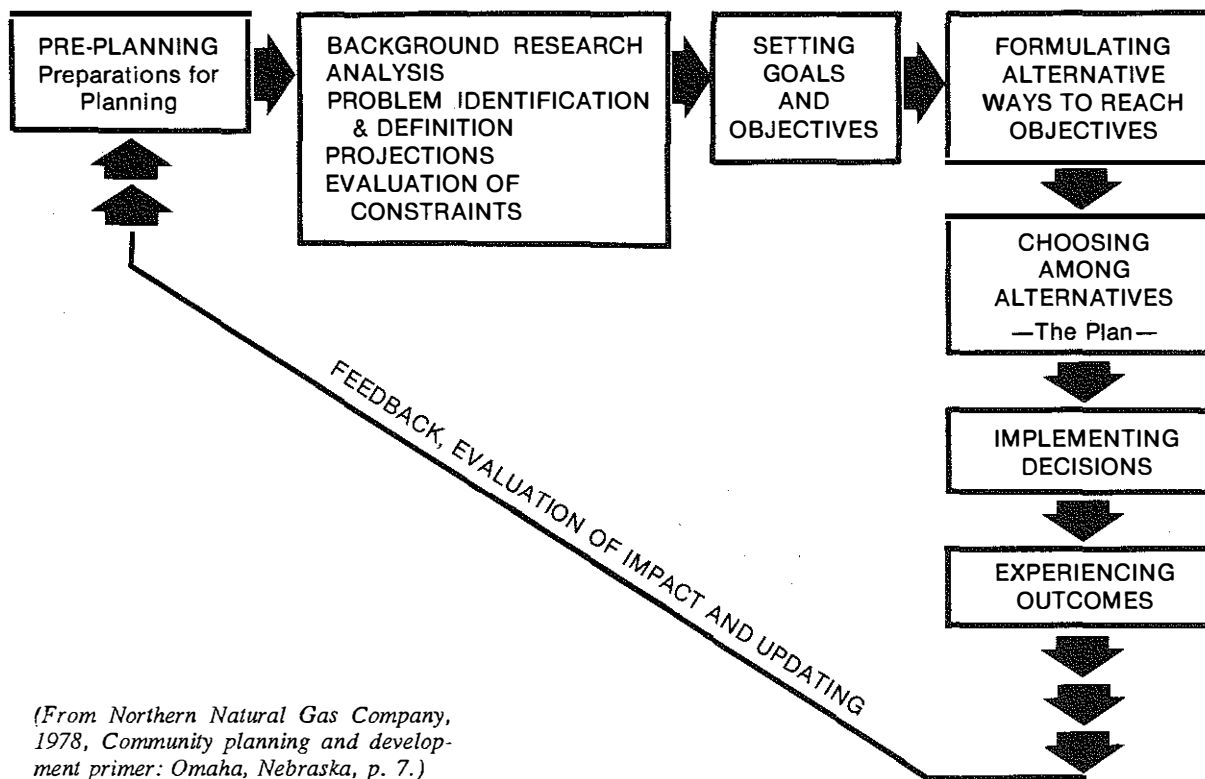 PRE-PLANNING
Preparations for
Planning
BACKGROUND RESEARCH
ANALYSIS
PROBLEM IDENTIFICATION
& DEFINITION
PROJECTIONS
EVALUATION OF
CONSTRAINTS
SETTING
GOALS
AND
OBJECTIVES
FORMULATING
ALTERNATIVE
WAYS TO REACH
OBJECTIVES
CHOOSING
AMONG
ALTERNATIVES
—The Plan—
IMPLEMENTING
DECISIONS
EXPERIENCING
OUTCOMES
FEEDBACK, EVALUATION OF IMPACT AND UPDATING
(From Northern Natural Gas Company,
1978, Community planning and develop-
ment primer: Omaha, Nebraska, p. 7.)